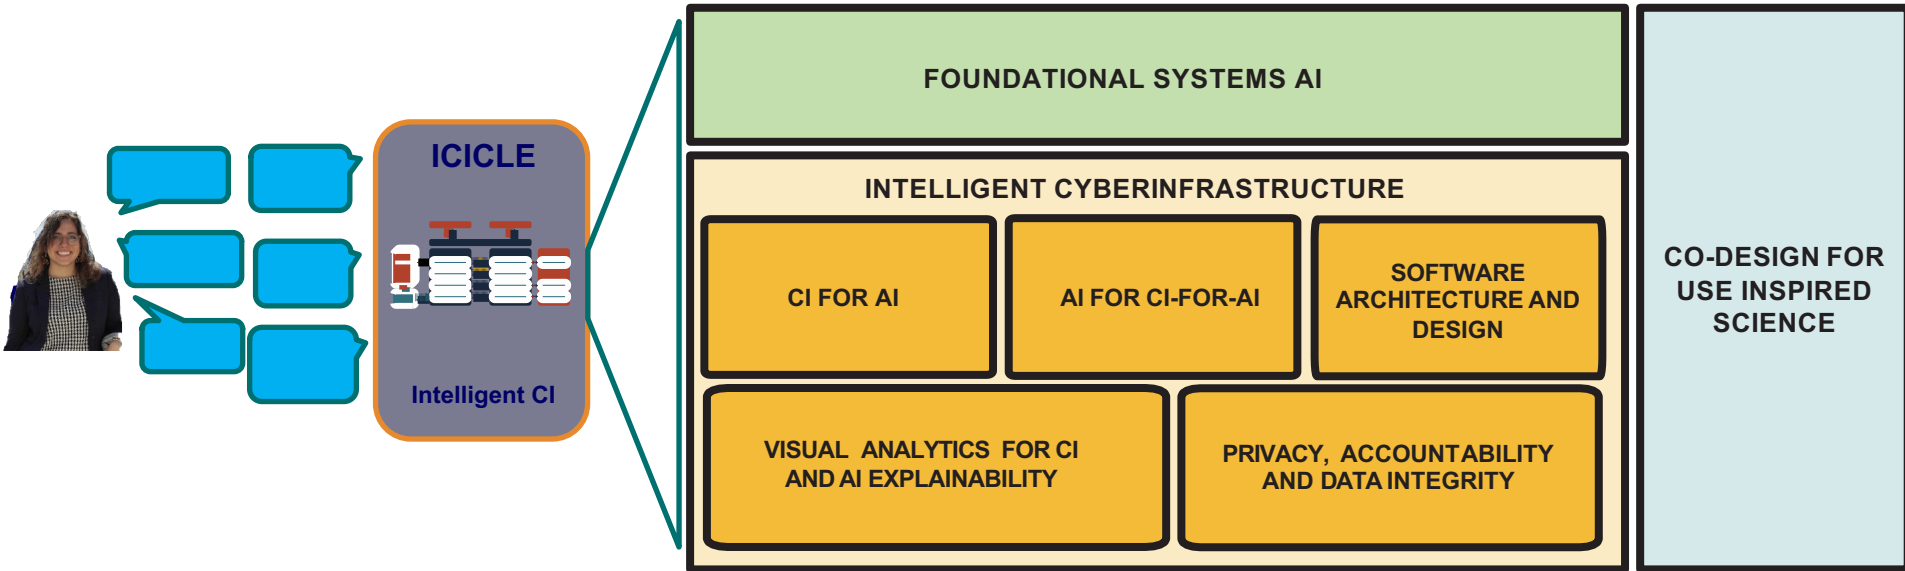 ICICLE
Intelligent CI
FOUNDATIONAL SYSTEMS AI
INTELLIGENT CYBERINFRASTRUCTURE
CI FOR AI
AI FOR CI-FOR-AI
SOFTWARE
ARCHITECTURE AND
DESIGN
VISUAL ANALYTICS FOR CI
AND AI EXPLAINABILITY
PRIVACY, ACCOUNTABILITY
AND DATA INTEGRITY
CO-DESIGN FOR
USE INSPIRED
SCIENCE